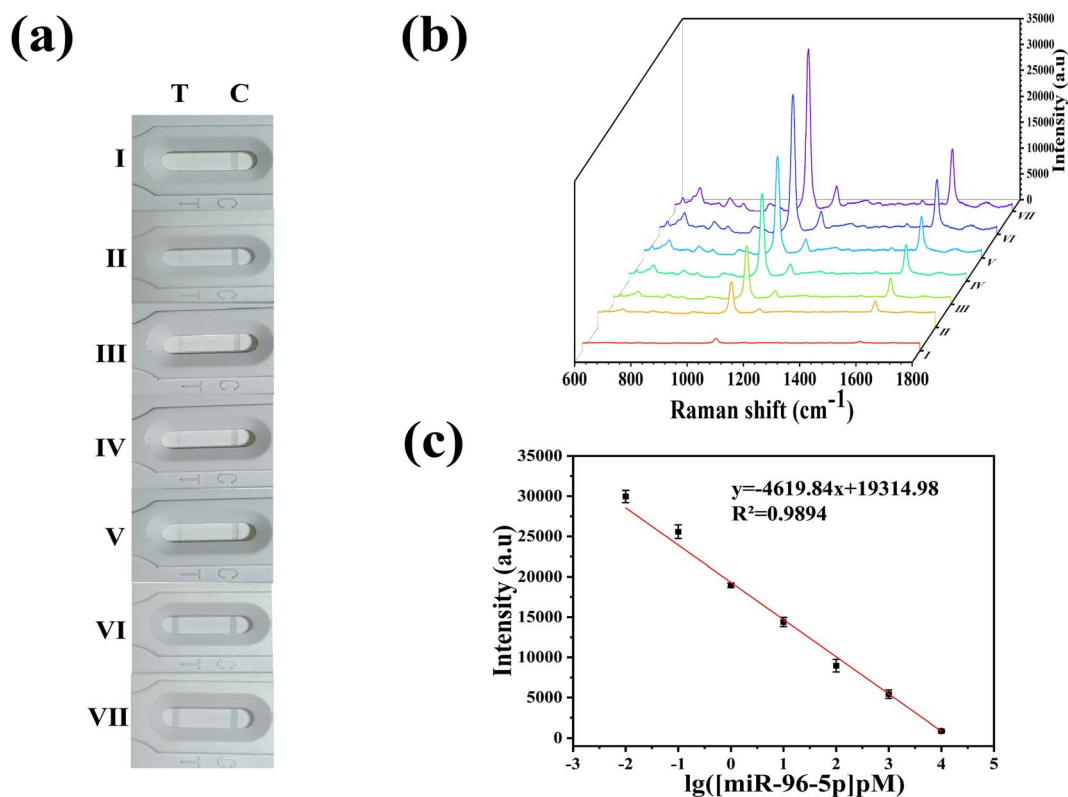 (a)
T C
I
T C
II
T C
III
T C
IV
T C
V
T C
VI
T C
VII
(b)
35000
30000
25000
20000
15000
10000
5000
0
Intensity (a.u)
VII
VI
V
IV
III
II
I
600 800 1000 1200 1400 1600 1800
Raman shift (cm⁻¹)
(c)
y=-4619.84x+19314.98
R²=0.9894
30000
25000
20000
15000
10000
5000
0
Intensity (a.u)
-3 -2 -1 0 1 2 3 4 5
lg([miR-96-5p]pM)